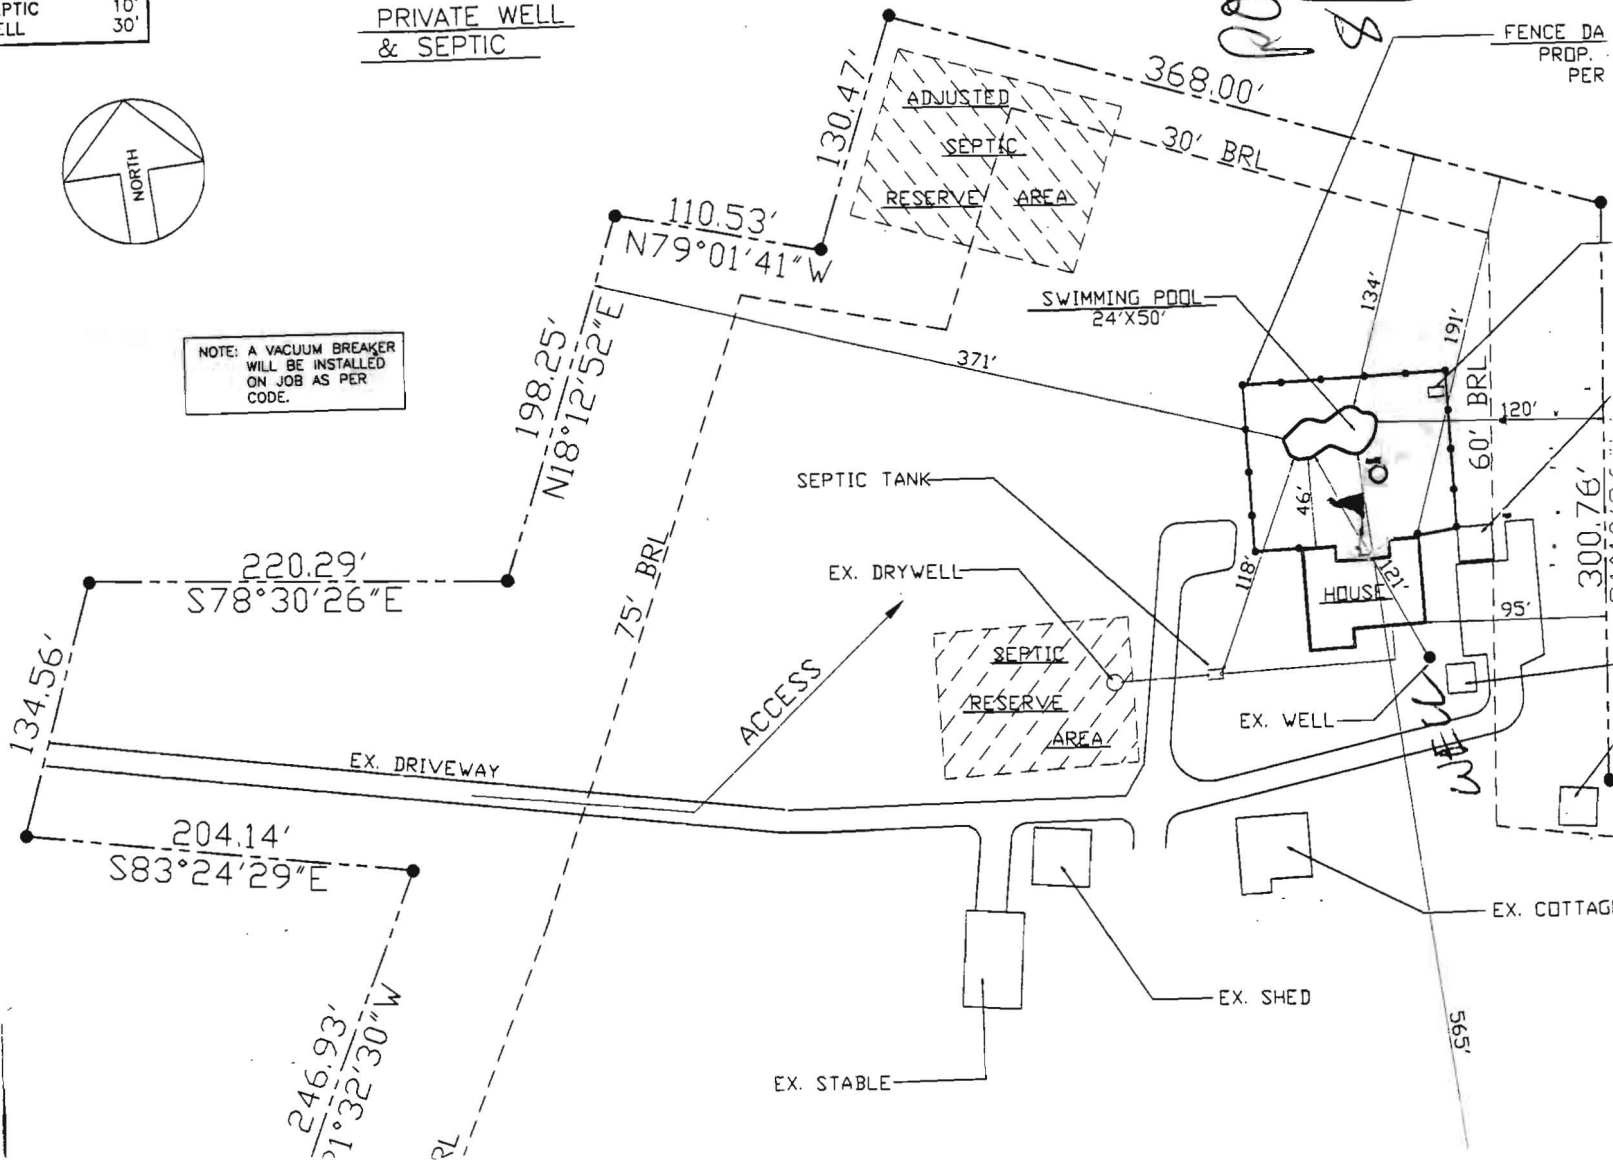 10'
30'
PRIVATE WELL
& SEPTIC
NORTH
NOTE: A VACUUM BREAKER
WILL BE INSTALLED
ON JOB AS PER
CODE.
130.47'
368.00'
FENCE DA
PROP.
PER
ADJUSTED
SEPTIC
RESERVE AREA
30' BRL
110.53'
N79°01'41"W
198.25'
N18°12'52"E
SWIMMING POOL
24'X50'
371'
134'
191'
60' BRL
120'
46'
118'
121'
HOUSE
95'
300.76'
SEPTIC TANK
EX. DRYWELL
220.29'
S78°30'26"E
75' BRL
134.56'
ACCESS
SEPTIC
RESERVE
AREA
EX. WELL
WELL
EX. DRIVEWAY
204.14'
S83°24'29"E
EX. COTTAGE
EX. SHED
EX. STABLE
565'
246.93'
1°32'30"W